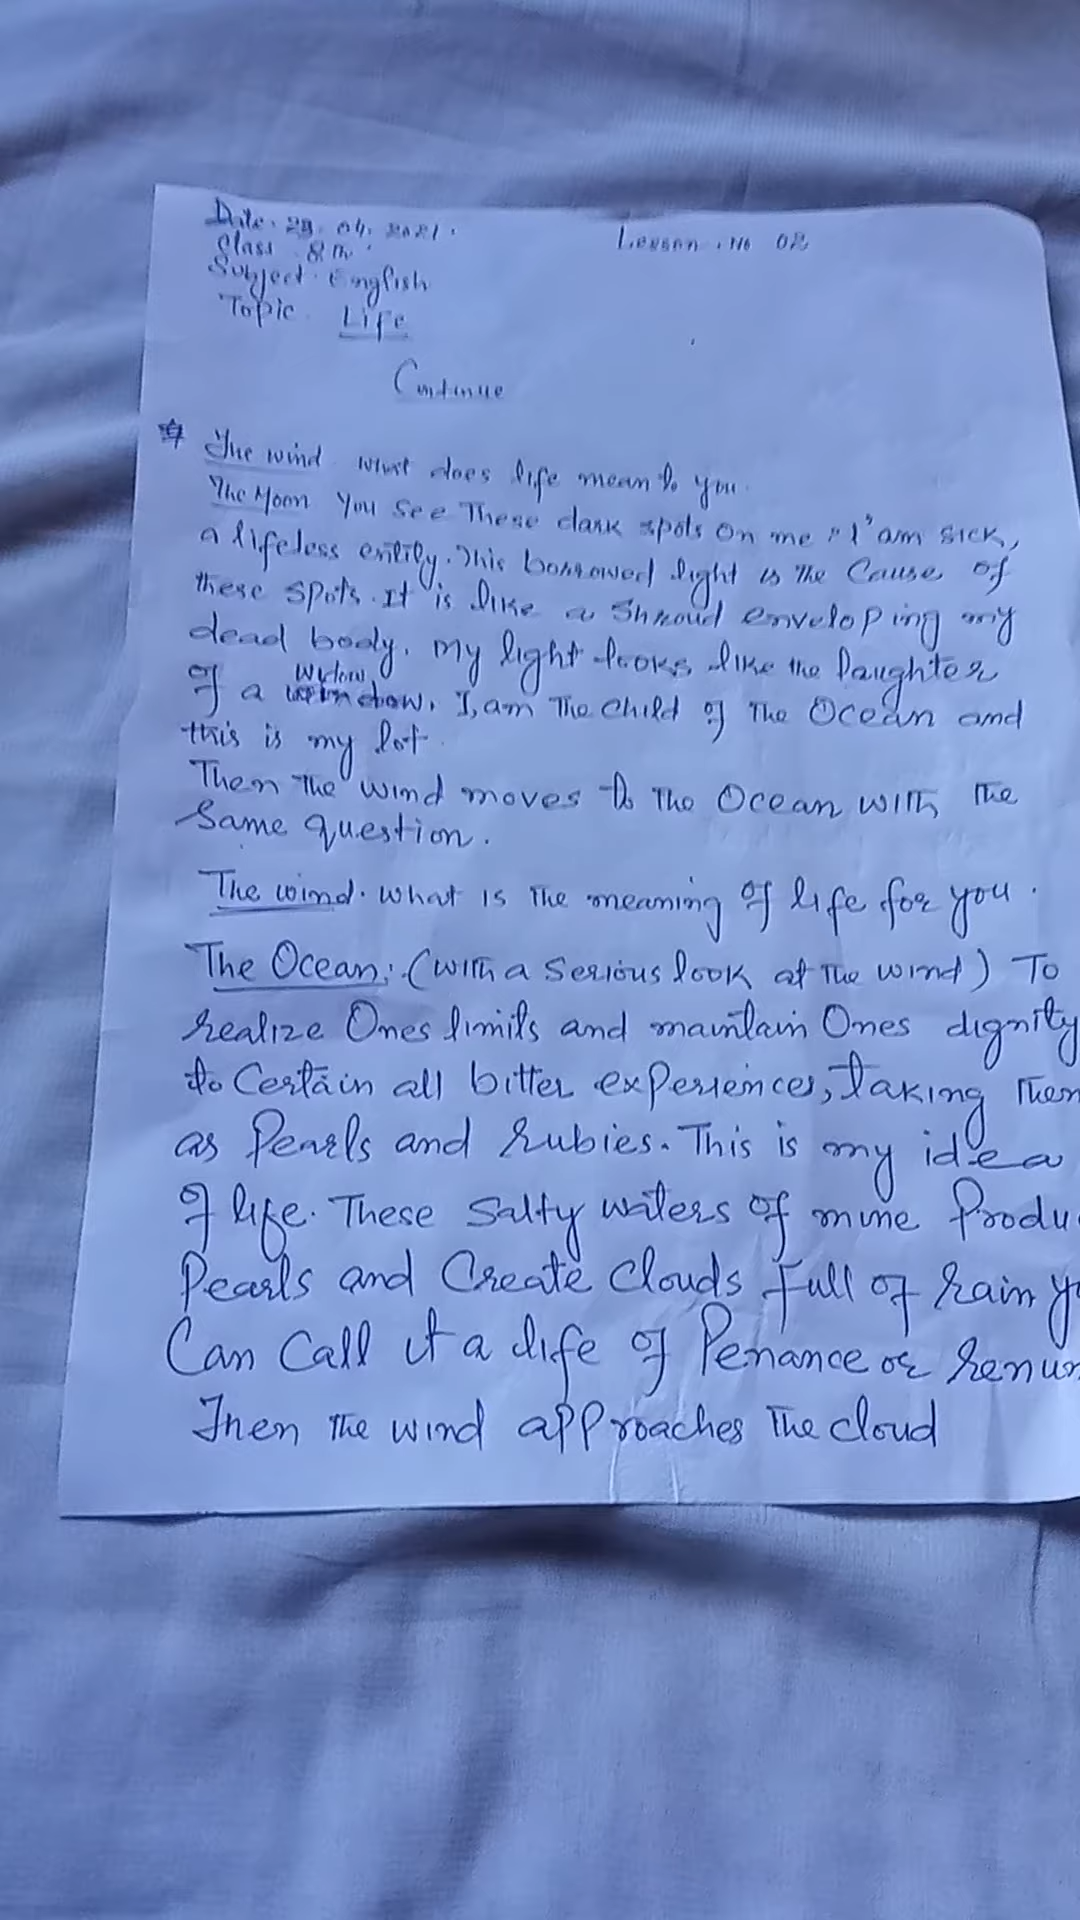 Date. 29. 04. 2021.
Lesson. No 02
Class 8th.
Subject. English
Topic Life
Continue
The wind what does life mean to you.
The Moon You See These dark spots On me "I'am sick,
a lifeless entity. This borrowed light is the Cause of
these spots. It is like a Shroud enveloping my
dead body. My light looks like the Daughter
of a widow. I, am The Child of The Ocean and
this is my lot.
Then The wind moves to The Ocean with The
Same question.
The wind. what is The meaning of life for you.
The Ocean: (with a Serious look at The wind) To
realize Ones limits and maintain Ones dignity
to Certain all bitter experiences, taking Them
as Pearls and rubies. This is my idea
of life. These Salty waters of mine Produ
Pearls and Create Clouds full of rain y
Can Call it a life of Penance or renun
Then The wind approaches The cloud